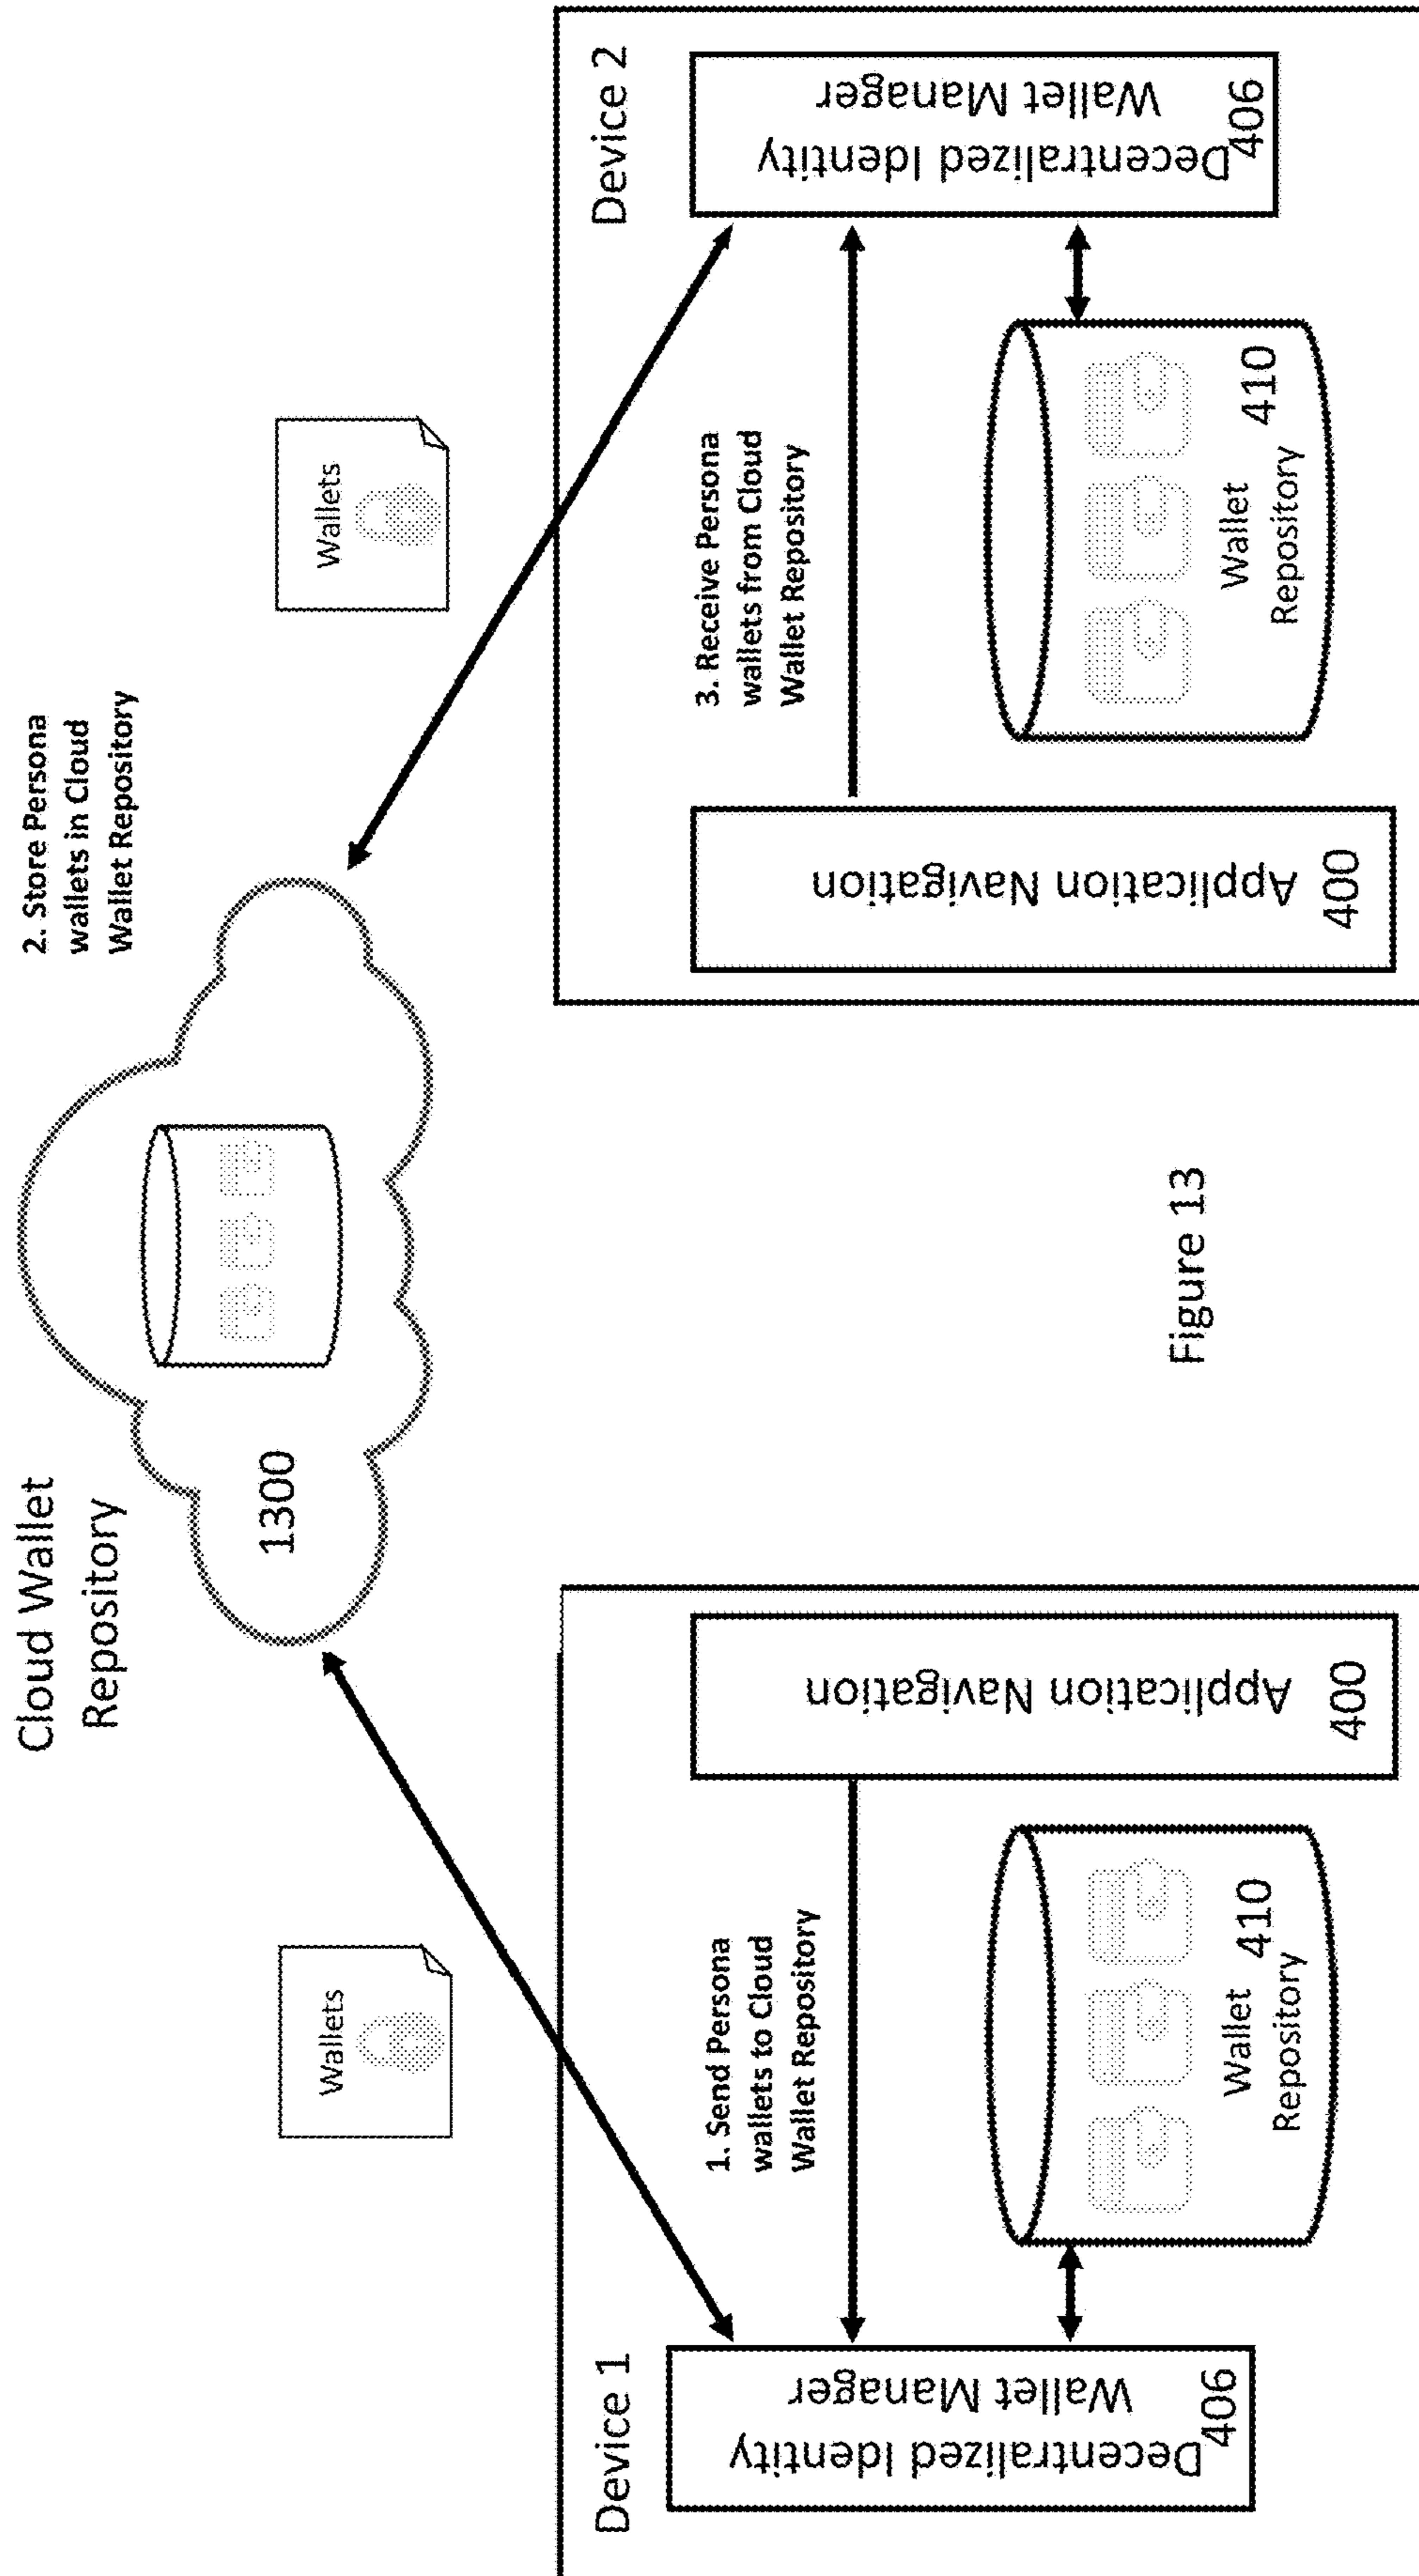 Cloud Wallet
Repository
1300
2. Store Persona
wallets in Cloud
Wallet Repository
Wallets
Wallets
Device 1
Decentralized Identity
Wallet Manager
406
1. Send Persona
wallets to Cloud
Wallet Repository
Wallet
410
Repository
Application Navigation
400
Device 2
Application Navigation
400
3. Receive Persona
wallets from Cloud
Wallet Repository
Wallet
410
Repository
Decentralized Identity
Wallet Manager
406
Figure 13